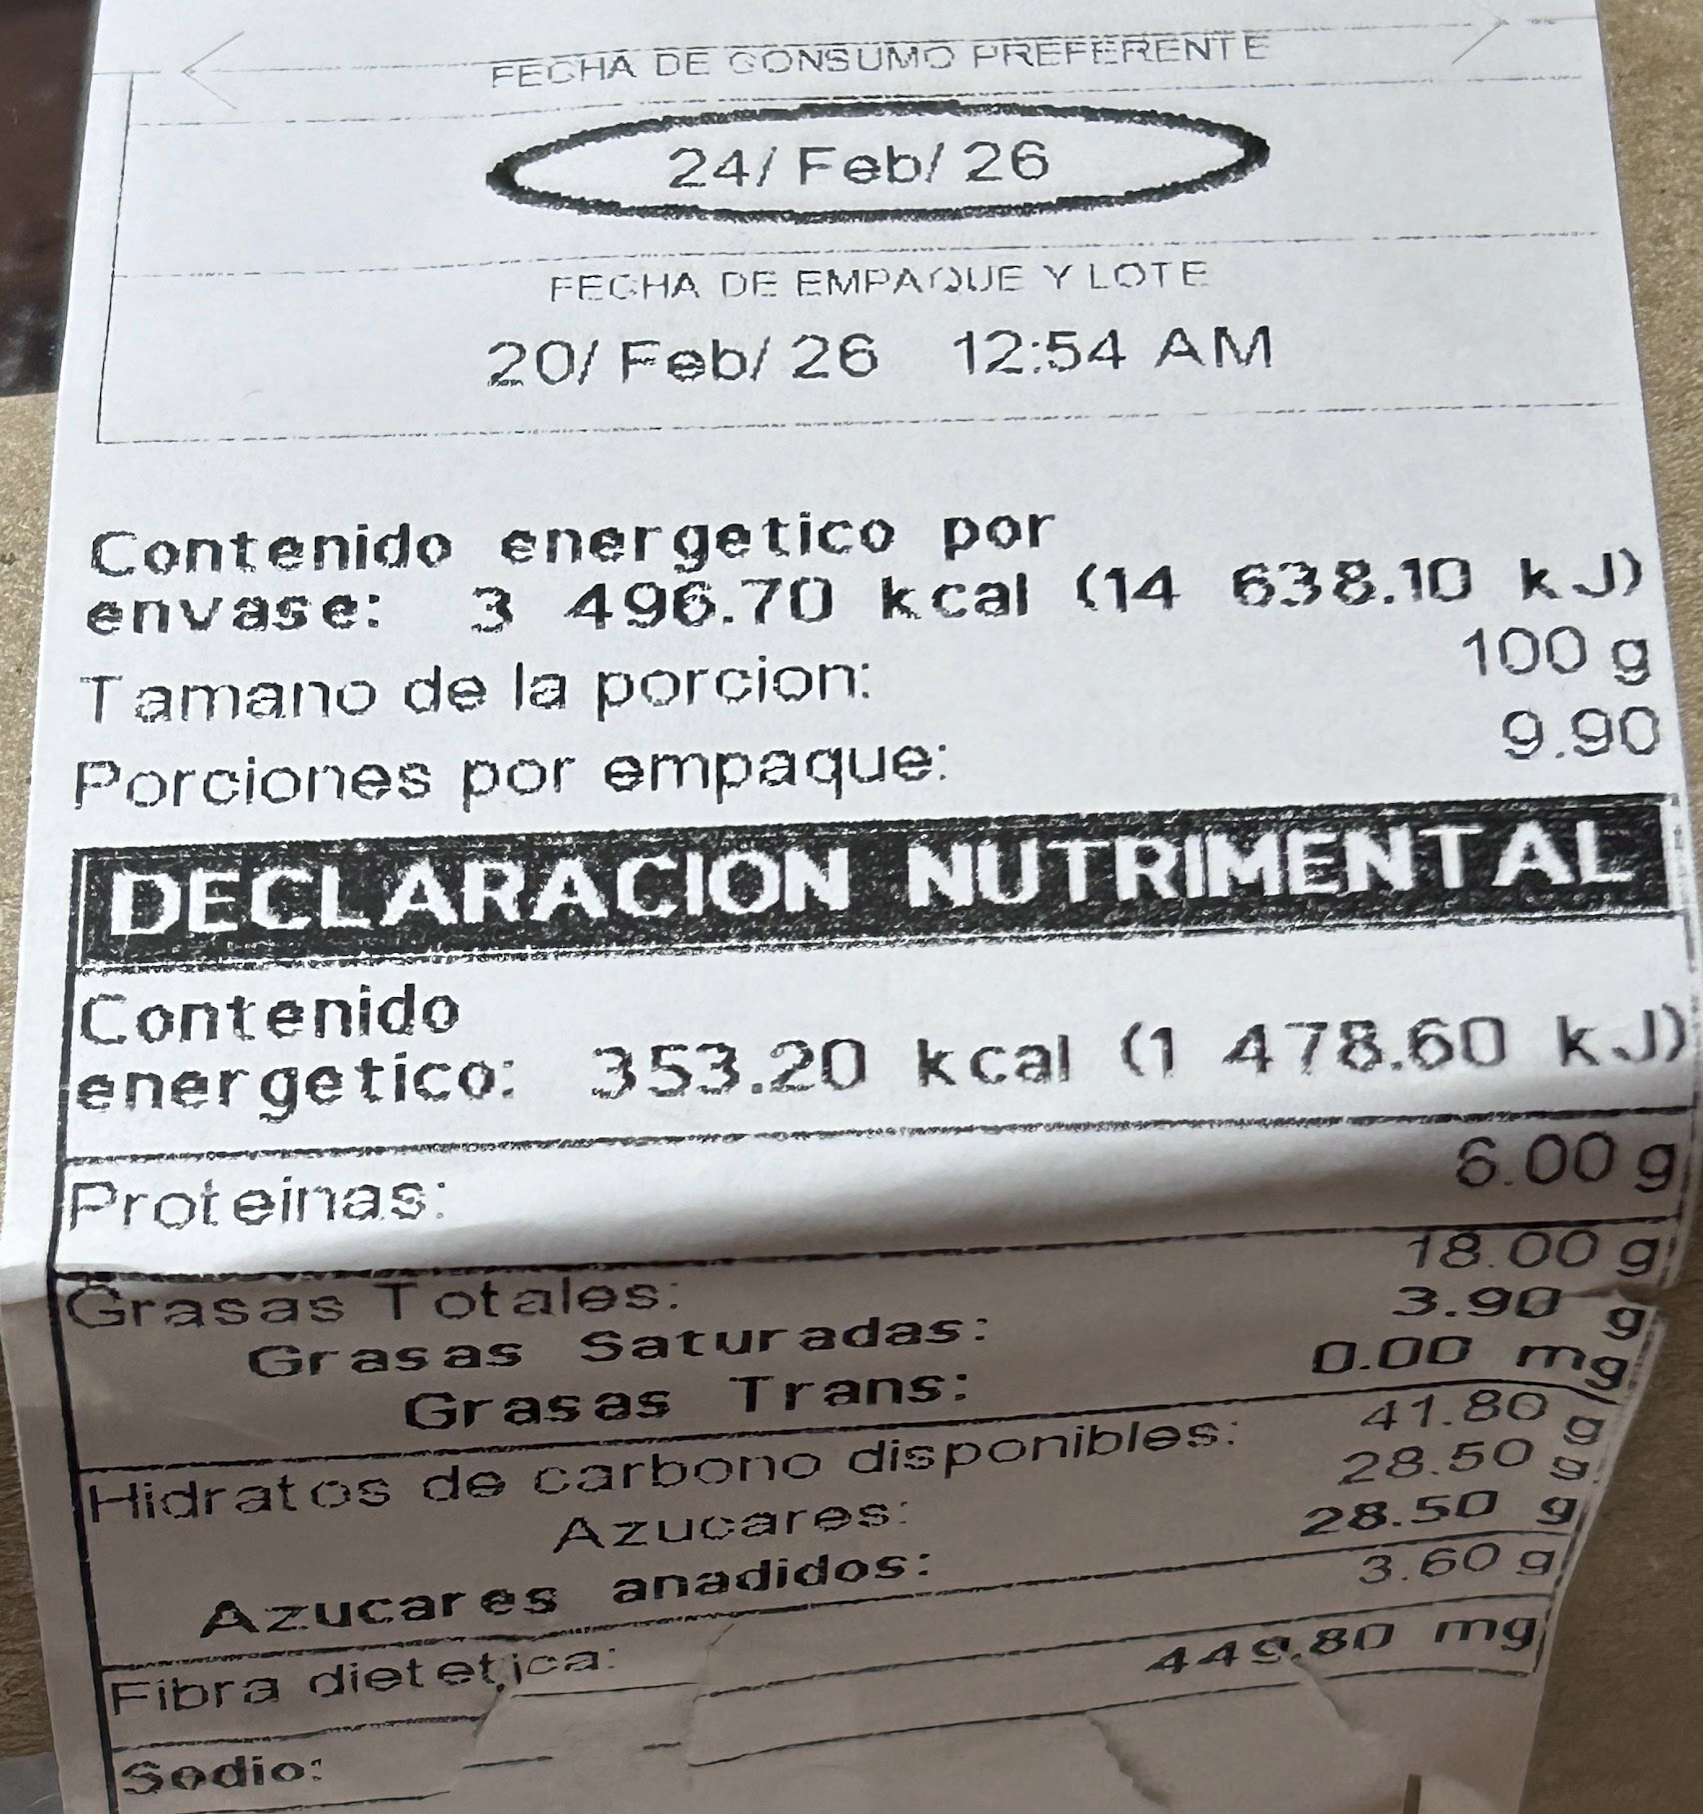 FECHA DE CONSUMO PREFERENTE
24/ Feb/ 26
FECHA DE EMPAQUE Y LOTE
20/ Feb/ 26 12:54 AM
Contenido energetico por
envase: 3 496.70 kcal (14 638.10 kJ)
Tamano de la porcion: 100 g
Porciones por empaque: 9.90
DECLARACION NUTRIMENTAL
Contenido
energetico: 353.20 kcal (1 478.60 kJ)
Proteinas: 6.00 g
Grasas Totales: 18.00 g
Grasas Saturadas: 3.90 g
Grasas Trans: 0.00 mg
Hidratos de carbono disponibles: 41.80 g
Azucares: 28.50 g
Azucares anadidos: 28.50 g
Fibra dietetica: 3.60 g
Sodio: 449.80 mg